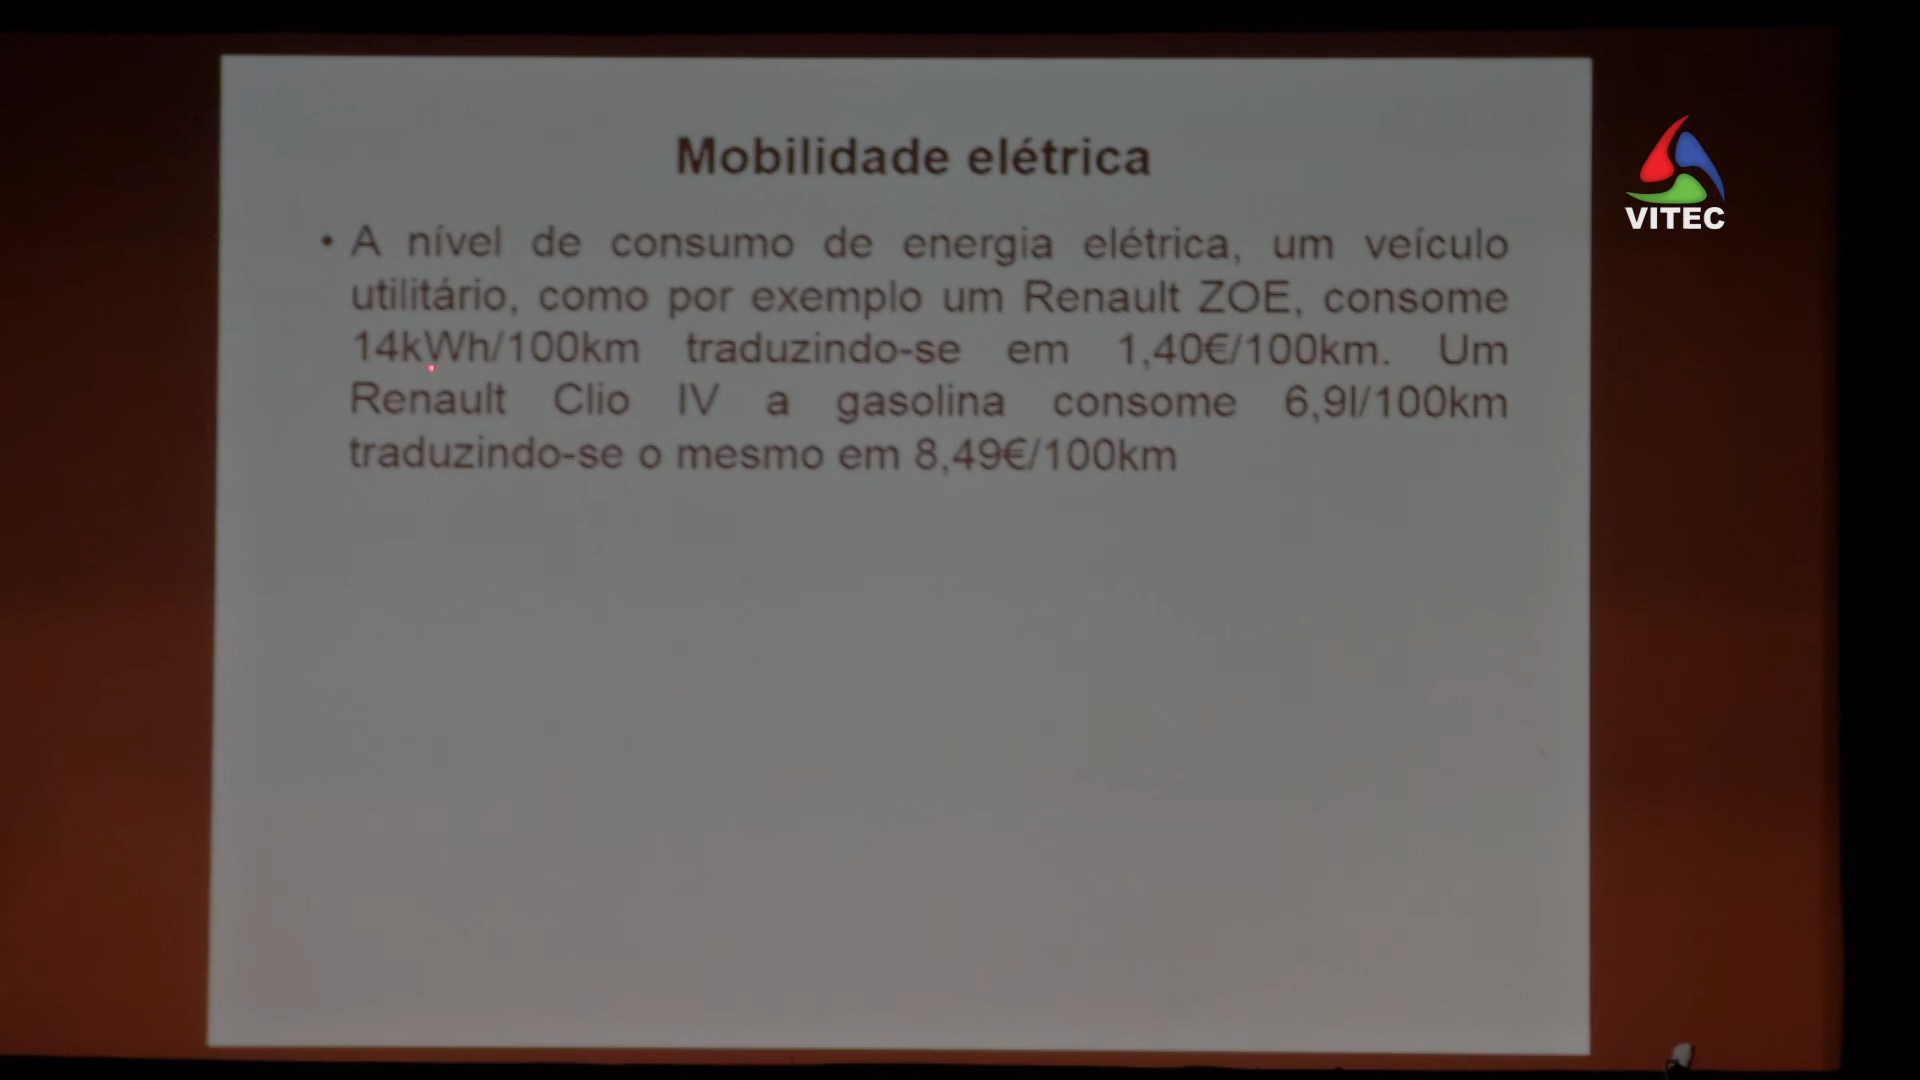 Mobilidade elétrica
• A nível de consumo de energia elétrica, um veículo
utilitário, como por exemplo um Renault ZOE, consome
14kWh/100km traduzindo-se em 1,40€/100km. Um
Renault Clio IV a gasolina consome 6,9l/100km
traduzindo-se o mesmo em 8,49€/100km
VITEC